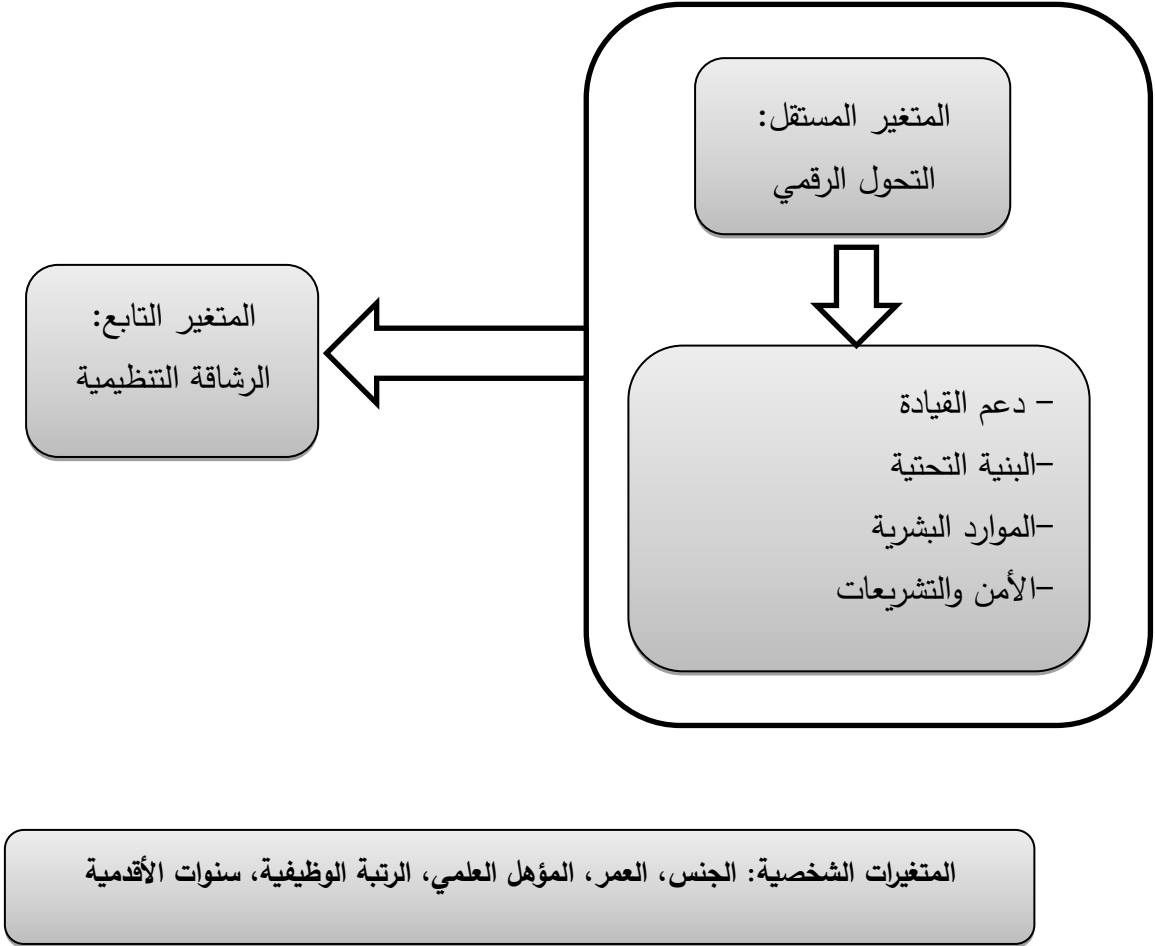 المتغير المستقل:
التحول الرقمي
المتغير التابع:
الرشاقة التنظيمية
- دعم القيادة
-البنية التحتية
-الموارد البشرية
-الأمن والتشريعات
المتغيرات الشخصية: الجنس، العمر، المؤهل العلمي، الرتبة الوظيفية، سنوات الأقدمية